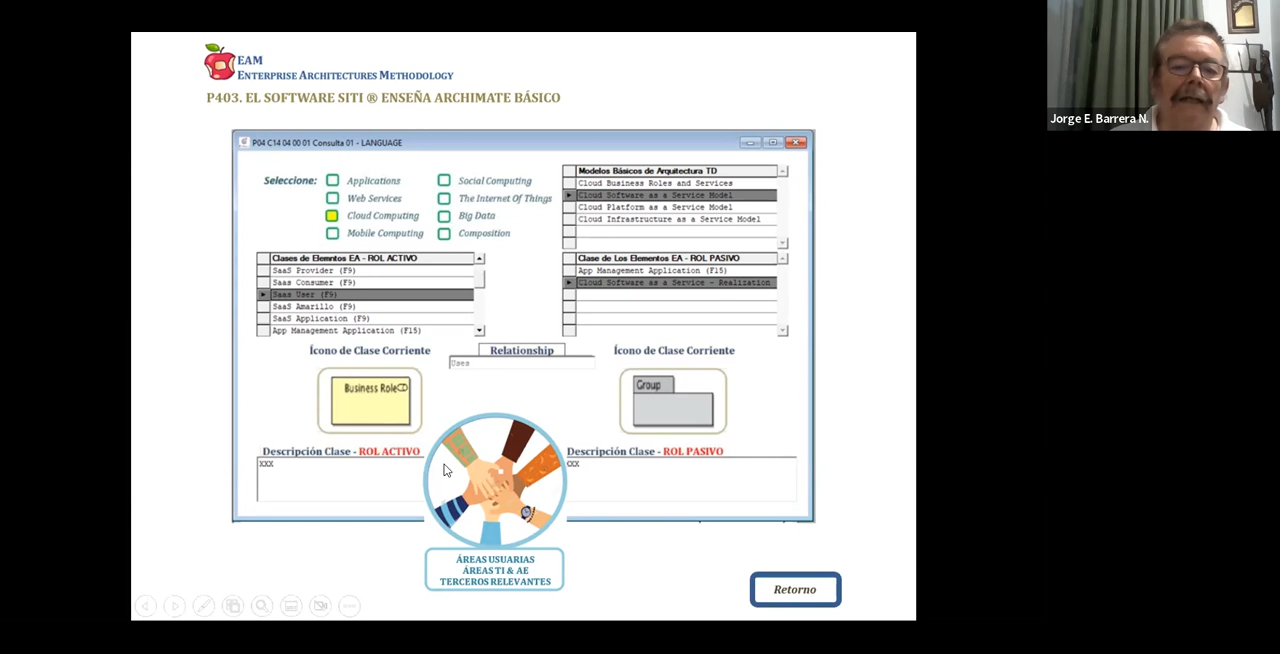 EAM
ENTERPRISE ARCHITECTURES METHODOLOGY
P403. EL SOFTWARE SITI ® ENSEÑA ARCHIMATE BÁSICO
Jorge E. Barrera N.
P04 C14 04 00 01 Consulta 01 - LANGUAGE
Seleccione:
Applications
Web Services
Cloud Computing
Mobile Computing
Social Computing
The Internet Of Things
Big Data
Composition
Modelos Básicos de Arquitectura TD
Cloud Business Roles and Services
Cloud Software as a Service Model
Cloud Platform as a Service Model
Cloud Infrastructure as a Service Model
Clases de Elemntos EA - ROL ACTIVO
SaaS Provider (F9)
Saas Consumer (F9)
Saas User (F9)
SaaS Amarillo (F9)
SaaS Application (F9)
App Management Application (F15)
Clase de Los Elementos EA - ROL PASIVO
App Management Application (F15)
Cloud Software as a Service - Realization
Ícono de Clase Corriente
Relationship
Uses
Ícono de Clase Corriente
Business Role
Group
Descripción Clase - ROL ACTIVO
XXX
Descripción Clase - ROL PASIVO
XXX
ÁREAS USUARIAS
ÁREAS TI & AE
TERCEROS RELEVANTES
Retorno